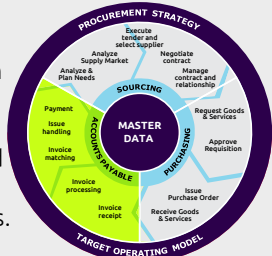 PROCUREMENT STRATEGY
Execute
tender and
select supplier
Analyze
Supply Market
Negotiate
contract
Analyze &
Plan Needs
Manage
contract and
relationship
SOURCING
Payment
Issue
handling
Invoice
matching
Invoice
processing
Invoice
receipt
ACCOUNTS PAYABLE
MASTER
DATA
PURCHASING
Request Goods
& Services
Approve
Requisition
Issue
Purchase Order
Receive Goods
& Services
TARGET OPERATING MODEL
s.